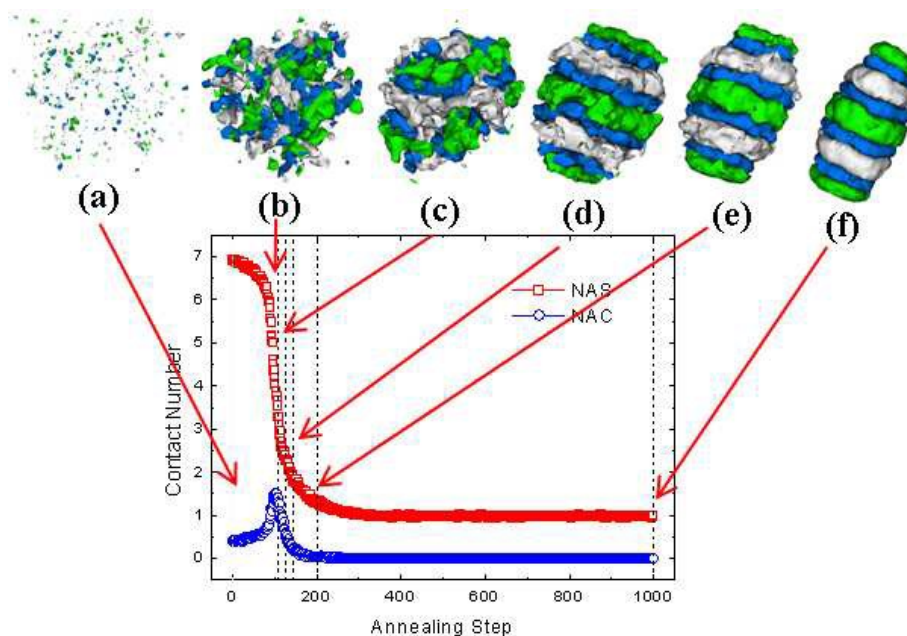 (a)
(b)
(c)
(d)
(e)
(f)
7
6
5
4
3
2
1
0
Contact Number
NAS
NAC
0
200
400
600
800
1000
Annealing Step